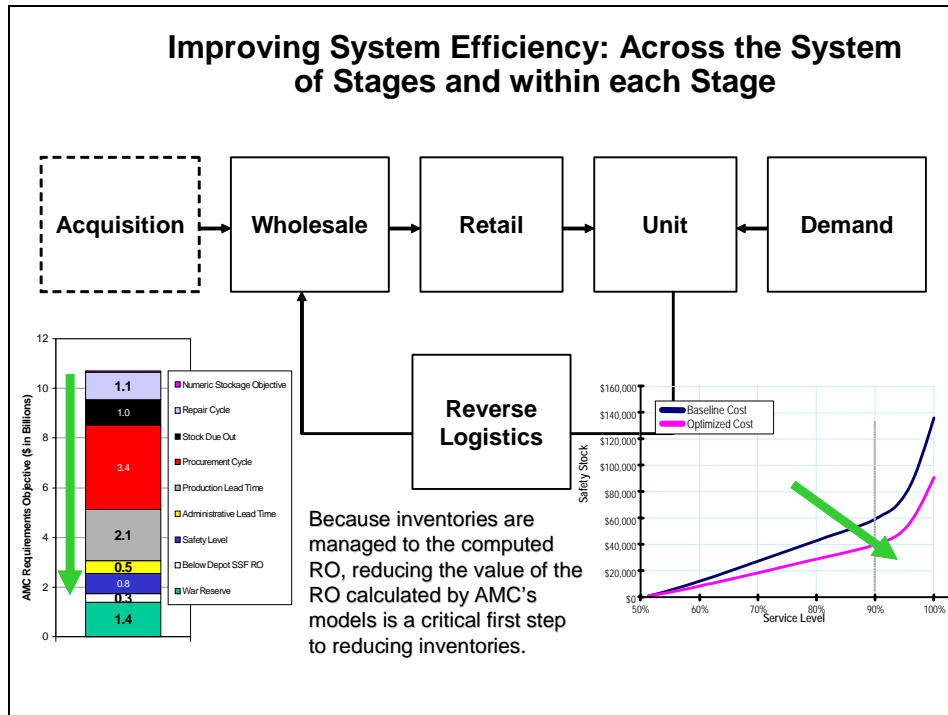 Improving System Efficiency: Across the System
of Stages and within each Stage
Acquisition
Wholesale
Retail
Unit
Demand
Reverse
Logistics
AMC Requirements Objective ($ in Billions)
12
10
8
6
4
2
0
1.1
1.0
3.4
2.1
0.5
0.8
0.3
1.4
Numeric Stockage Objective
Repair Cycle
Stock Due Out
Procurement Cycle
Production Lead Time
Administrative Lead Time
Safety Level
Below Depot SSF RO
War Reserve
Because inventories are
managed to the computed
RO, reducing the value of the
RO calculated by AMC's
models is a critical first step
to reducing inventories.
Safety Stock
$160,000
$140,000
$120,000
$100,000
$80,000
$60,000
$40,000
$20,000
$0
Baseline Cost
Optimized Cost
50%
60%
70%
80%
90%
100%
Service Level